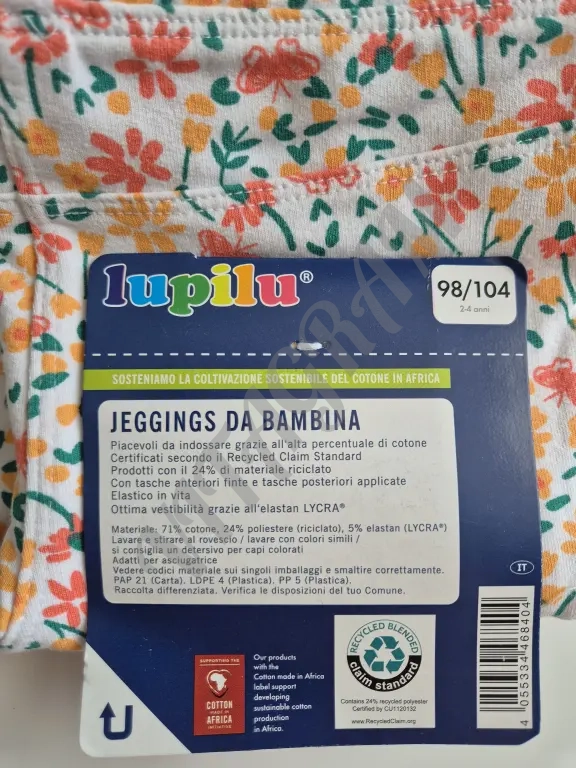 lupilu®
98/104
2-4 anni
SOSTENIAMO LA COLTIVAZIONE SOSTENIBILE DEL COTONE IN AFRICA
JEGGINGS DA BAMBINA
Piacevoli da indossare grazie all'alta percentuale di cotone
Certificati secondo il Recycled Claim Standard
Prodotti con il 24% di materiale riciclato
Con tasche anteriori finte e tasche posteriori applicate
Elastico in vita
Ottima vestibilità grazie all'elastan LYCRA®
Materiale: 71% cotone, 24% poliestere (riciclato), 5% elastan (LYCRA®)
Lavare e stirare al rovescio / lavare con colori simili /
si consiglia un detersivo per capi colorati
Adatti per asciugatrice
Vedere codici materiale sui singoli imballaggi e smaltire correttamente.
PAP 21 (Carta). LDPE 4 (Plastica). PP 5 (Plastica).
Raccolta differenziata. Verifica le disposizioni del tuo Comune.
IT
SUPPORTING THE
COTTON
MADE IN
AFRICA
INITIATIVE
Our products
with the
Cotton made in Africa
label support
developing
sustainable cotton
production
in Africa.
RECYCLED BLENDED
claim standard
Contains 24% recycled polyester
Certified by CU1120132
www.RecycledClaim.org
4 055334 468404